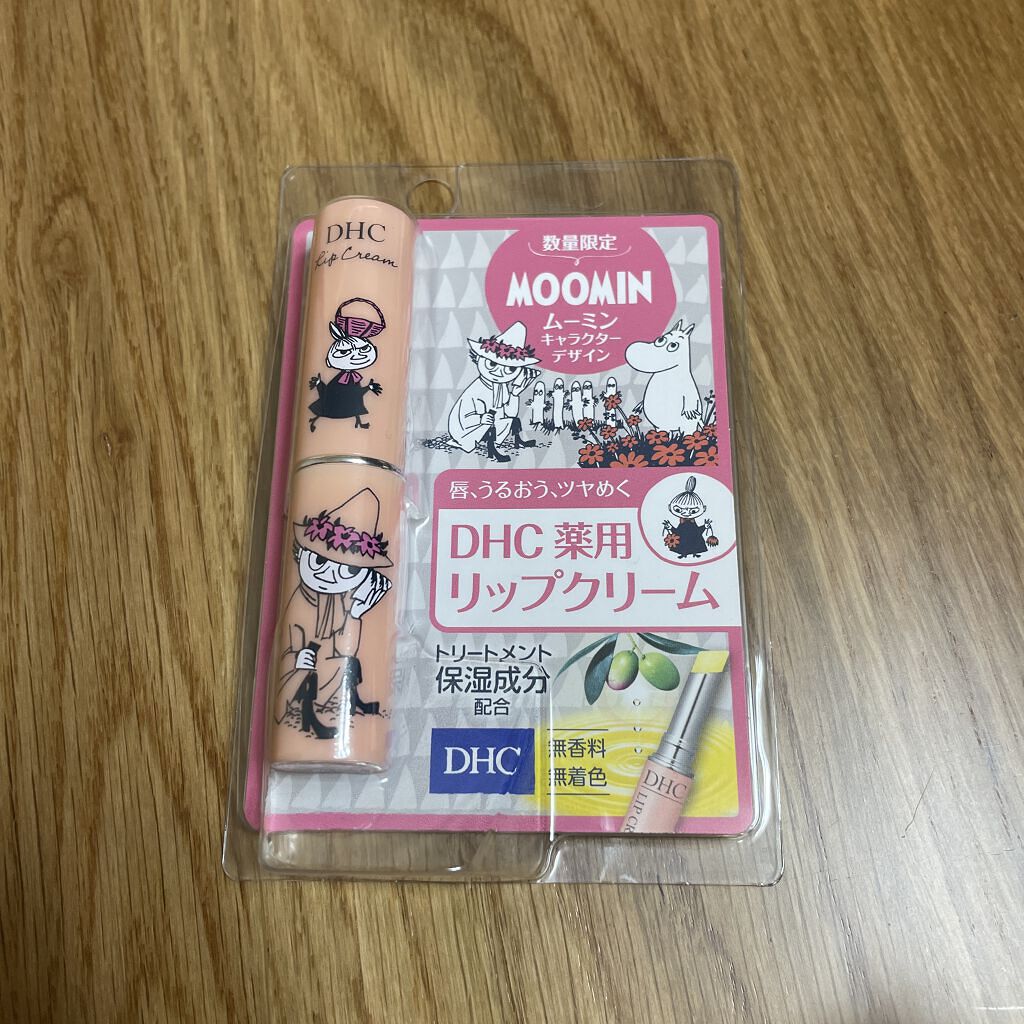 DHC
Lip Cream
数量限定
MOOMIN
ムーミン
キャラクター
デザイン
唇、うるおう、ツヤめく
DHC 薬用
リップクリーム
トリートメント
保湿成分
配合
DHC
無香料
無着色
DHC
LIP CR